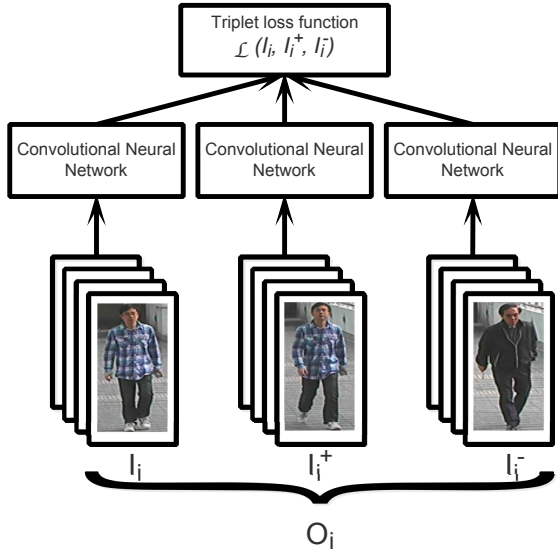 Triplet loss function
ℒ (Iᵢ, Iᵢ⁺, Iᵢ⁻)
Convolutional Neural Network
Convolutional Neural Network
Convolutional Neural Network
Iᵢ
Iᵢ⁺
Iᵢ⁻
Oᵢ